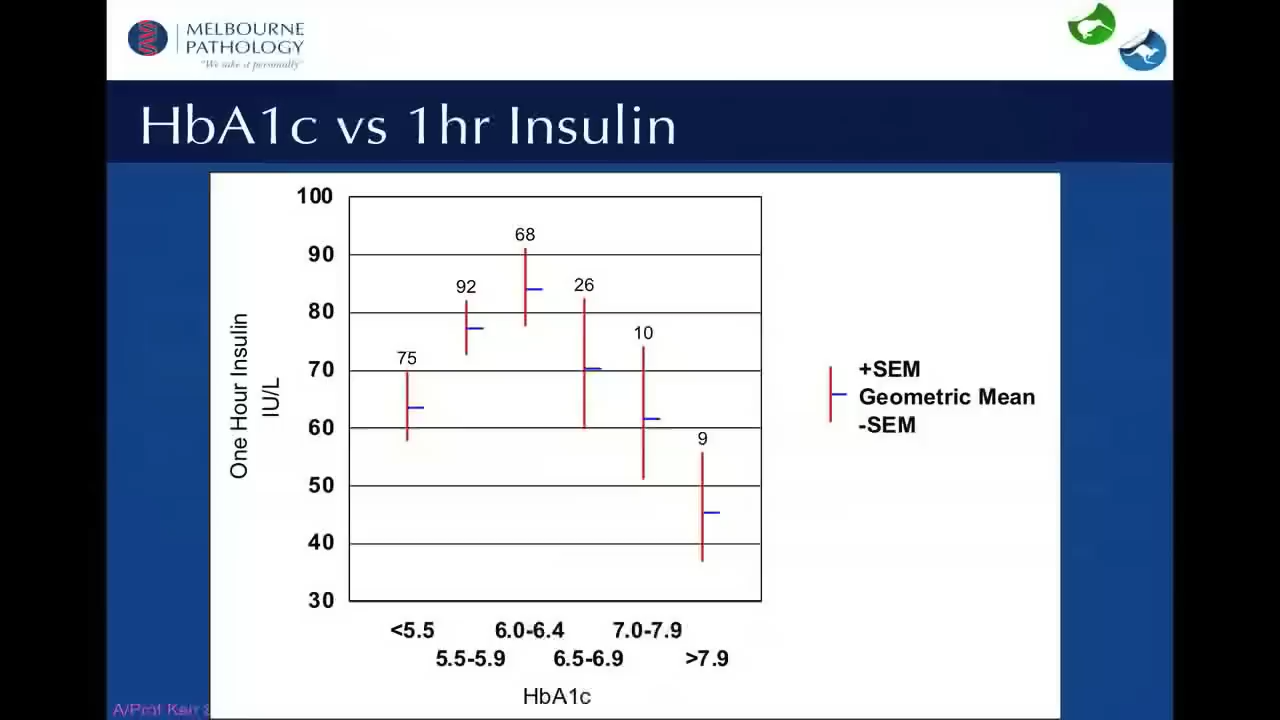 MELBOURNE
PATHOLOGY
"We take it personally"
HbA1c vs 1hr Insulin
100
90
80
70
60
50
40
30
One Hour Insulin
IU/L
75
92
68
26
10
9
+SEM
Geometric Mean
-SEM
<5.5
6.0-6.4
7.0-7.9
5.5-5.9
6.5-6.9
>7.9
HbA1c
A/Prof Ken S